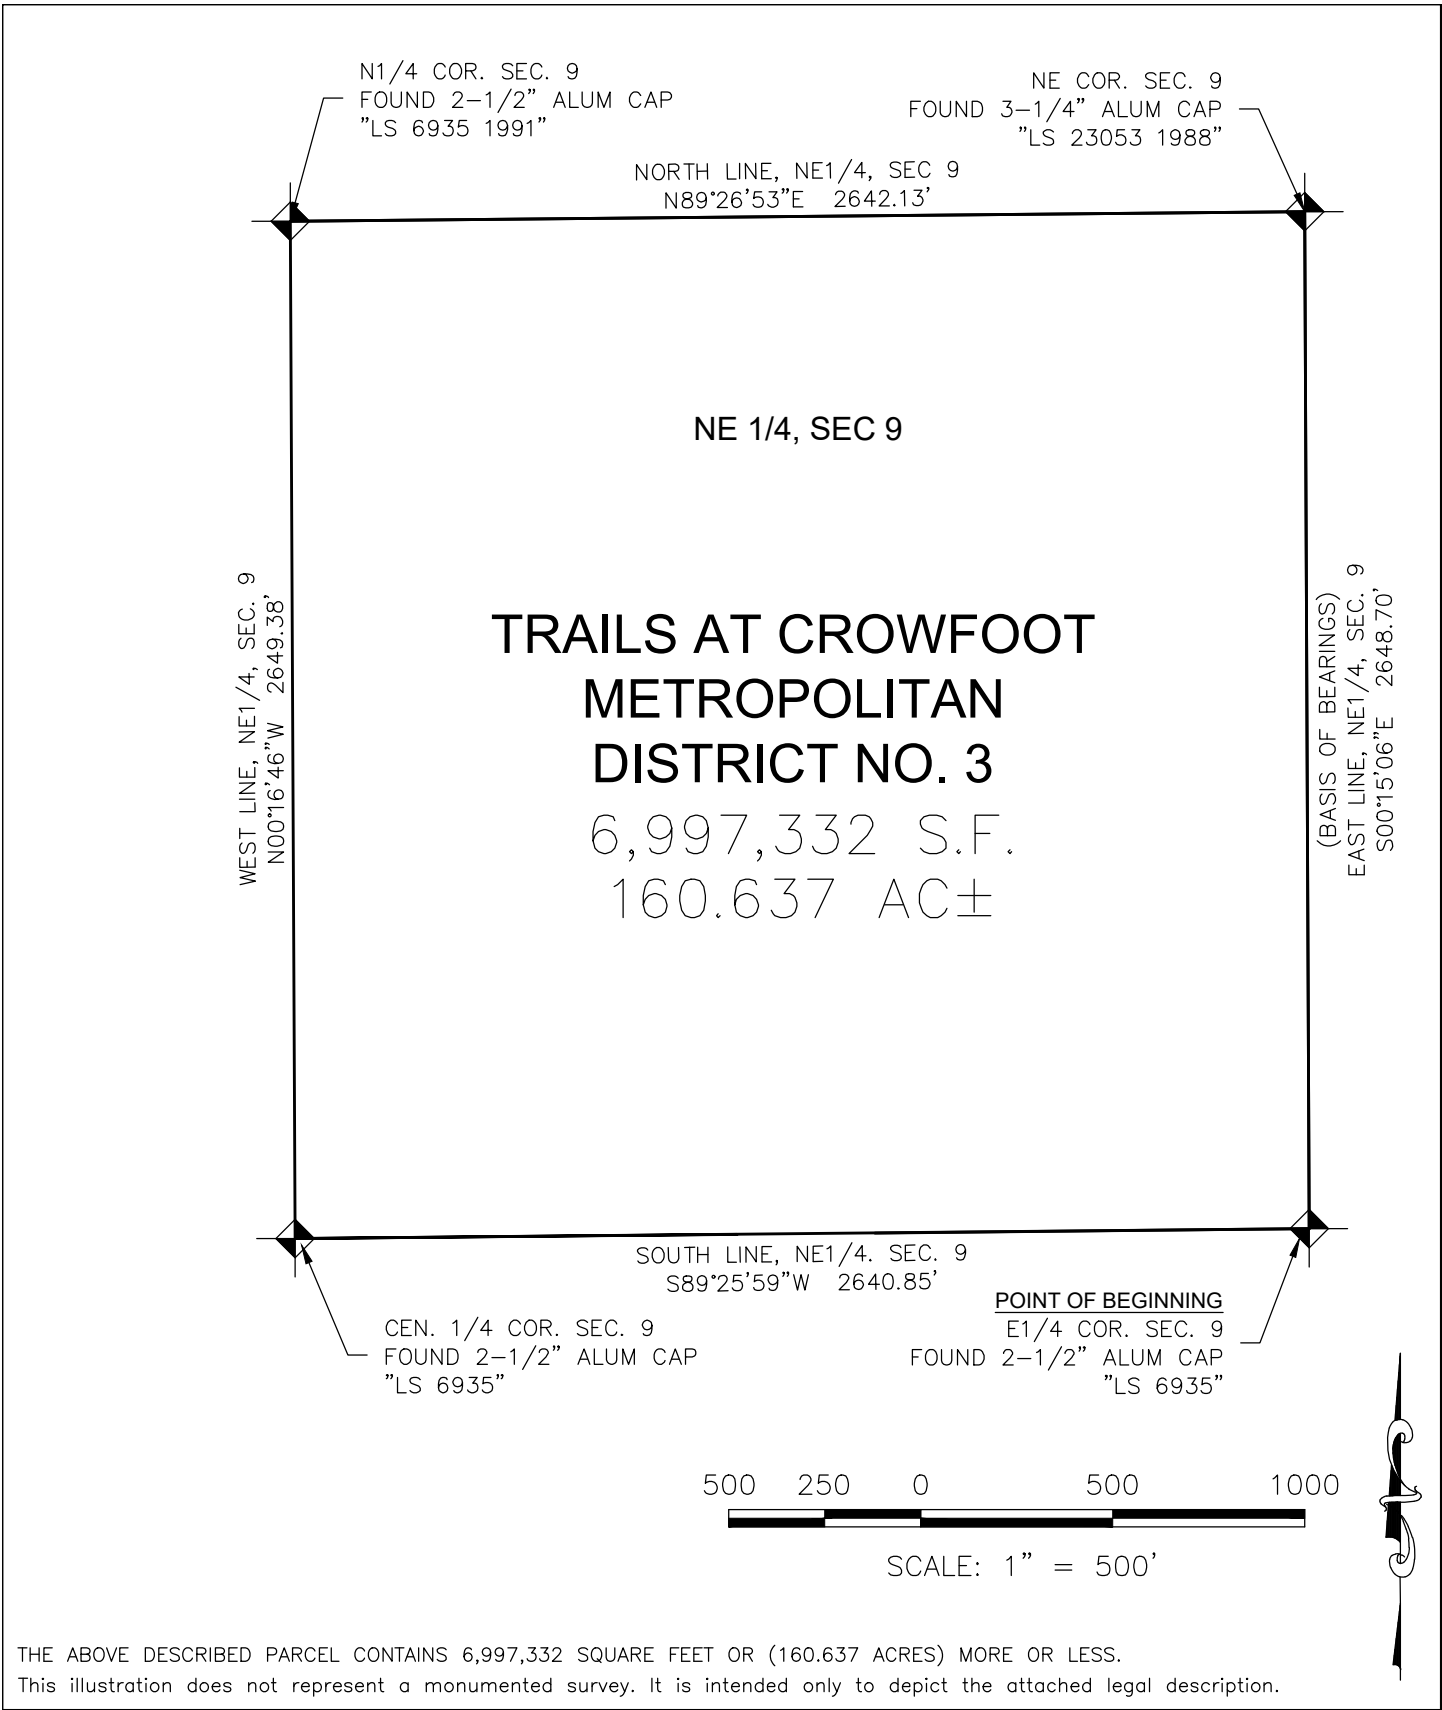 N1/4 COR. SEC. 9
FOUND 2-1/2" ALUM CAP
"LS 6935 1991"
NE COR. SEC. 9
FOUND 3-1/4" ALUM CAP
"LS 23053 1988"
NORTH LINE, NE1/4, SEC 9
N89°26'53"E 2642.13'
NE 1/4, SEC 9
WEST LINE, NE1/4, SEC. 9
N00°16'46"W 2649.38'
TRAILS AT CROWFOOT
METROPOLITAN
DISTRICT NO. 3
6,997,332 S.F.
160.637 AC±
(BASIS OF BEARINGS)
EAST LINE, NE1/4, SEC. 9
S00°15'06"E 2648.70'
SOUTH LINE, NE1/4. SEC. 9
S89°25'59"W 2640.85'
CEN. 1/4 COR. SEC. 9
FOUND 2-1/2" ALUM CAP
"LS 6935"
POINT OF BEGINNING
E1/4 COR. SEC. 9
FOUND 2-1/2" ALUM CAP
"LS 6935"
500 250 0 500 1000
SCALE: 1" = 500'
THE ABOVE DESCRIBED PARCEL CONTAINS 6,997,332 SQUARE FEET OR (160.637 ACRES) MORE OR LESS.
This illustration does not represent a monumented survey. It is intended only to depict the attached legal description.